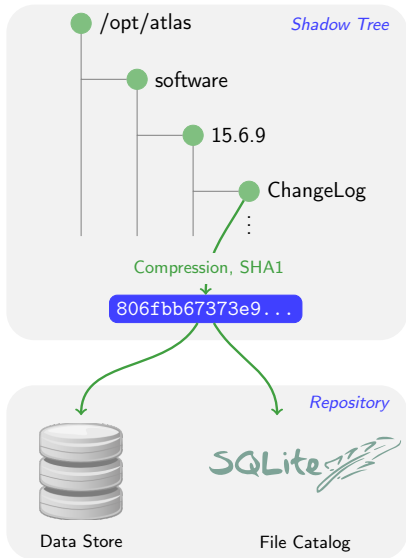 /opt/atlas
Shadow Tree
software
15.6.9
ChangeLog
⋮
Compression, SHA1
806fbb67373e9...
Repository
SQLite
Data Store
File Catalog